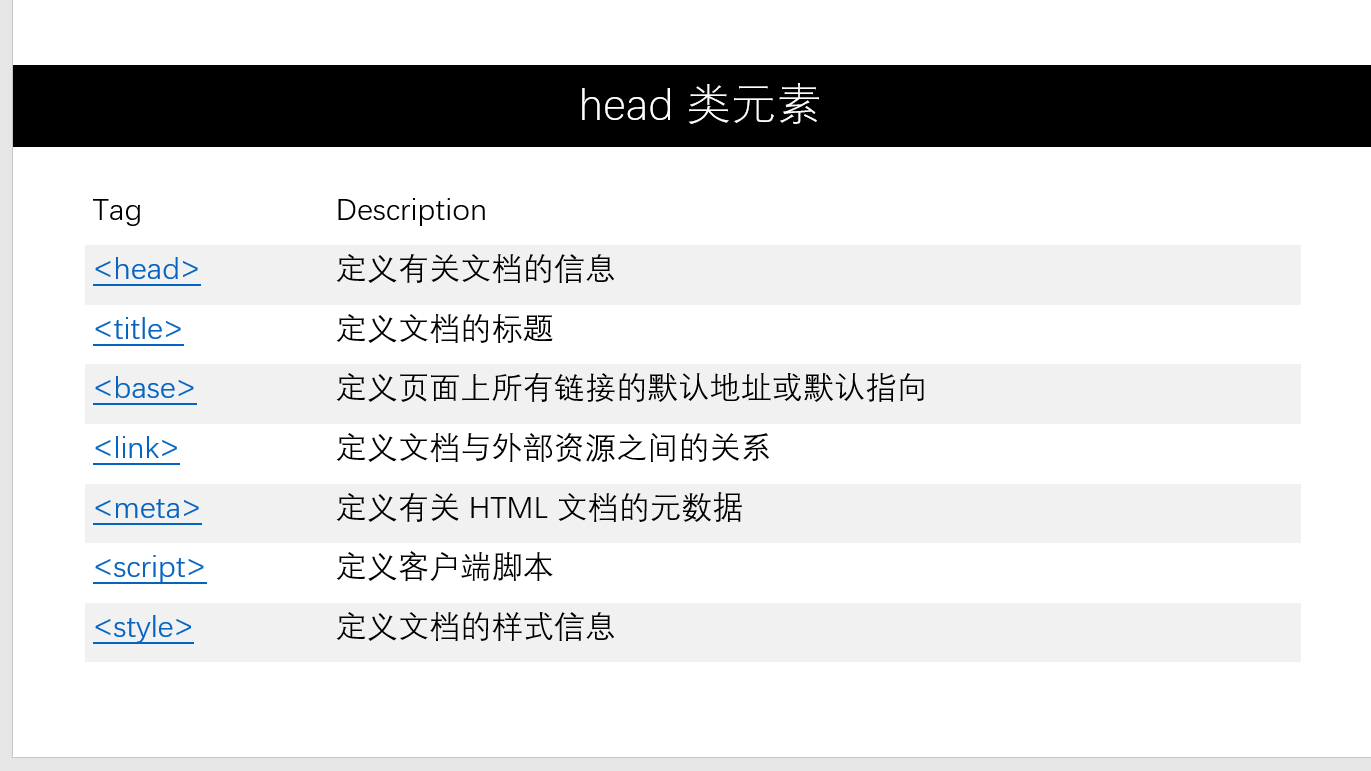 head 类元素
Tag Description
<head> 定义有关文档的信息
<title> 定义文档的标题
<base> 定义页面上所有链接的默认地址或默认指向
<link> 定义文档与外部资源之间的关系
<meta> 定义有关 HTML 文档的元数据
<script> 定义客户端脚本
<style> 定义文档的样式信息